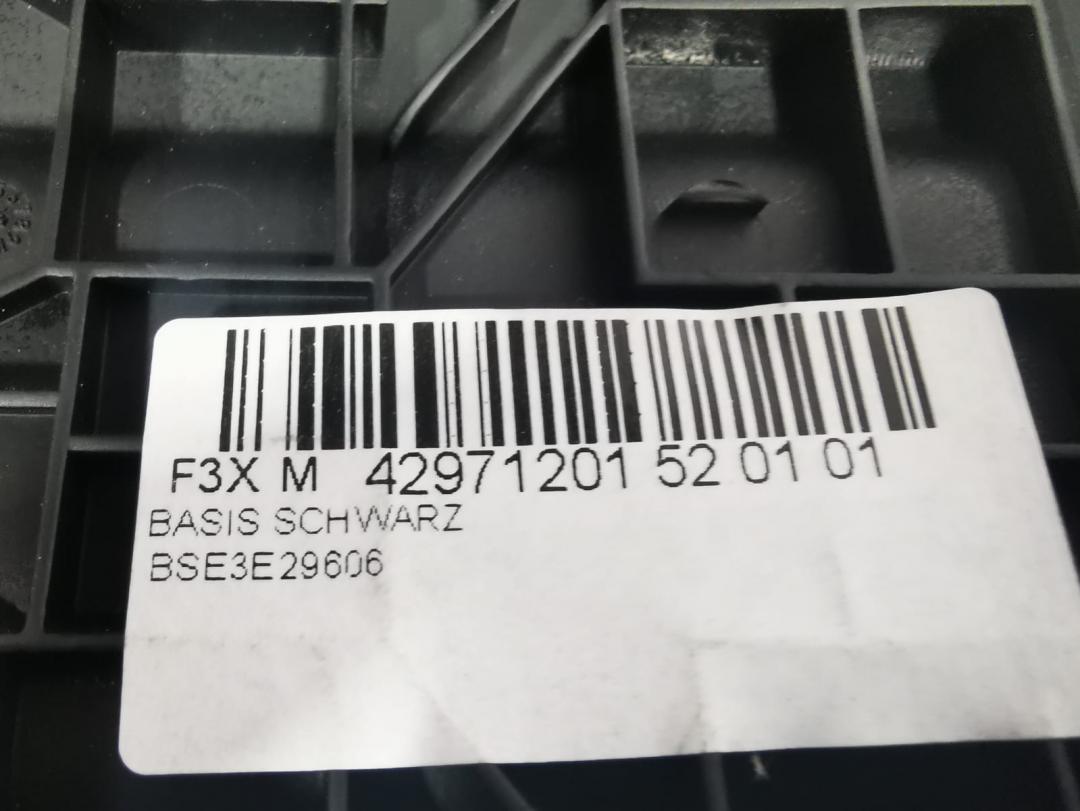 F3X M 42971201 52 01 01
BASIS SCHWARZ
BSE3E29606